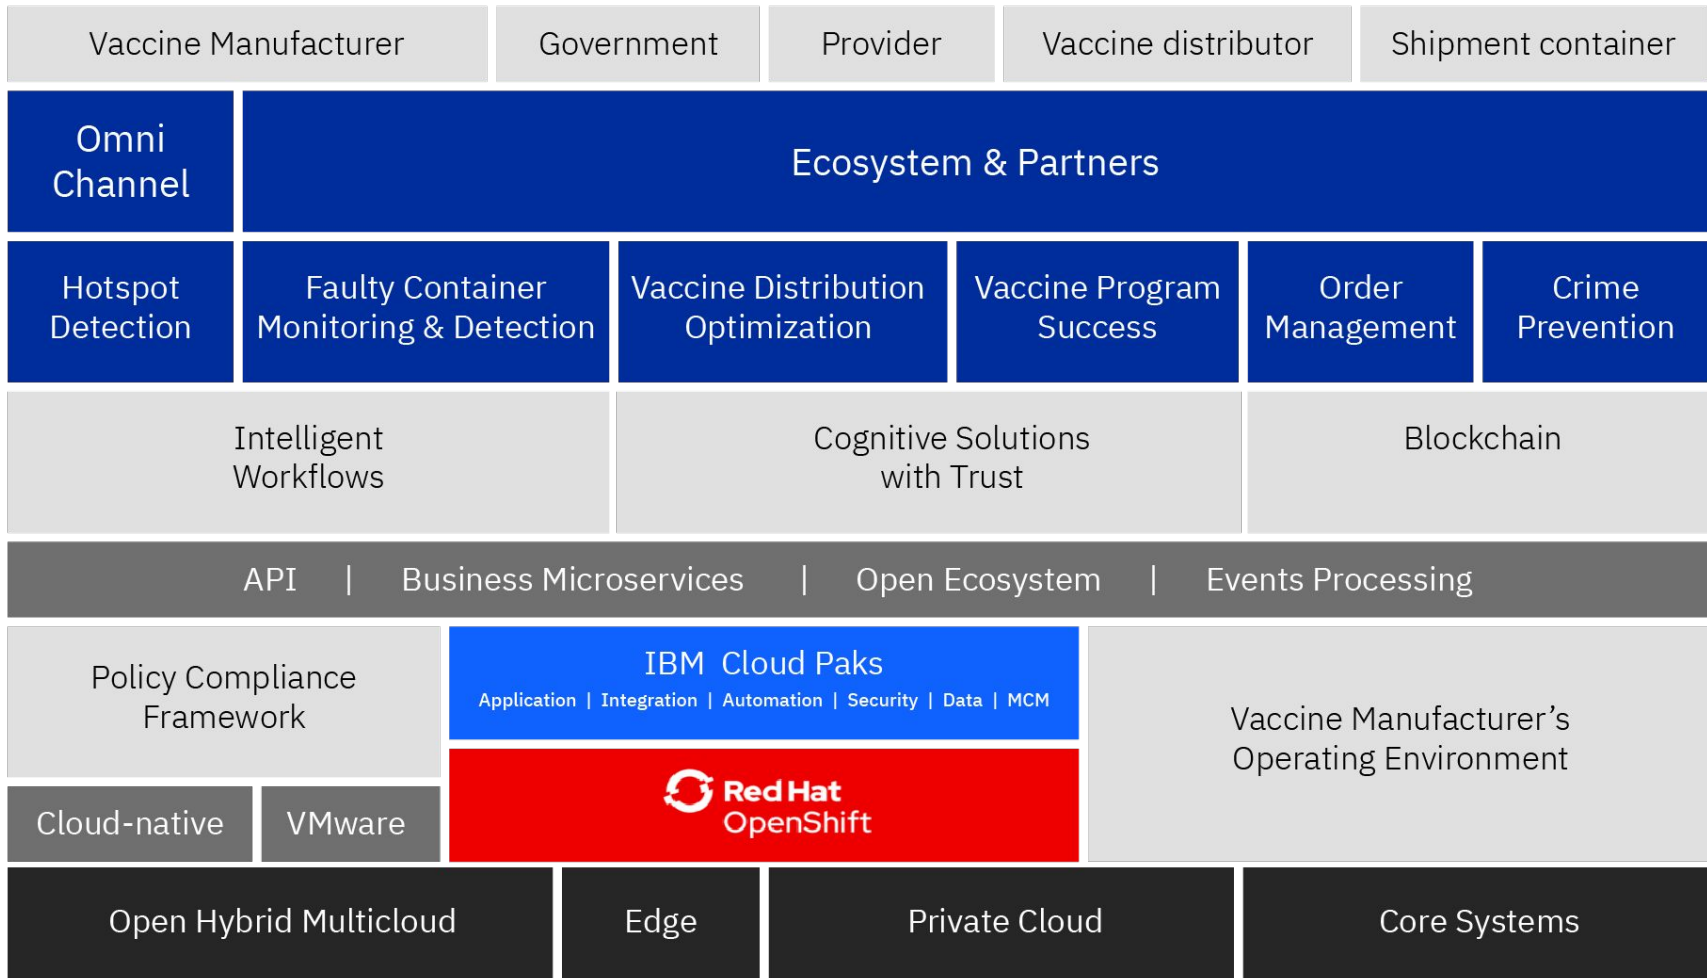 Vaccine Manufacturer
Government
Provider
Vaccine distributor
Shipment container
Omni
Channel
Ecosystem & Partners
Hotspot
Detection
Faulty Container
Monitoring & Detection
Vaccine Distribution
Optimization
Vaccine Program
Success
Order
Management
Crime
Prevention
Intelligent
Workflows
Cognitive Solutions
with Trust
Blockchain
API | Business Microservices | Open Ecosystem | Events Processing
Policy Compliance
Framework
IBM Cloud Paks
Application | Integration | Automation | Security | Data | MCM
Vaccine Manufacturer’s
Operating Environment
Cloud-native
VMware
Red Hat
OpenShift
Open Hybrid Multicloud
Edge
Private Cloud
Core Systems